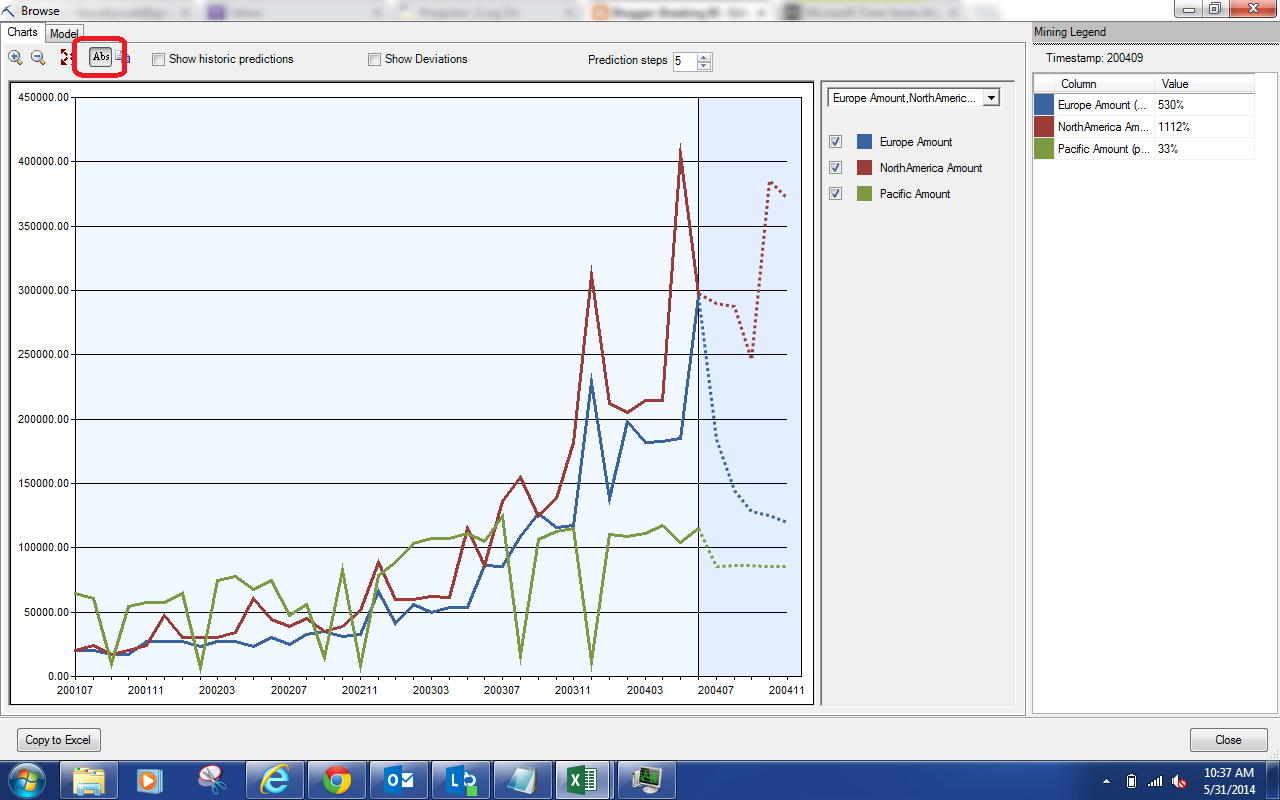 Browse
Charts
Model
Abs
Show historic predictions
Show Deviations
Prediction steps 5
450000.00
400000.00
350000.00
300000.00
250000.00
200000.00
150000.00
100000.00
50000.00
0.00
200107 200111 200203 200207 200211 200303 200307 200311 200403 200407 200411
Europe Amount,NorthAmeric...
Europe Amount
NorthAmerica Amount
Pacific Amount
Mining Legend
Timestamp: 200409
Column Value
Europe Amount (... 530%
NorthAmerica Am... 1112%
Pacific Amount (p... 33%
Copy to Excel
Close
10:37 AM
5/31/2014